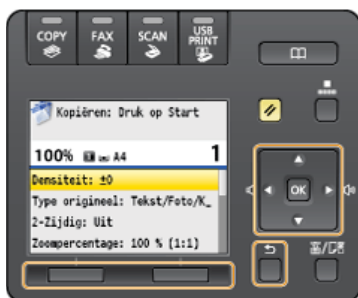 COPY FAX SCAN USB PRINT
Kopiëren: Druk op Start
100% A4 1
Densiteit: ±0
Type origineel: Tekst/Foto/K_
2-Zijdig: Uit
Zoompercentage: 100 % (1:1)
OK